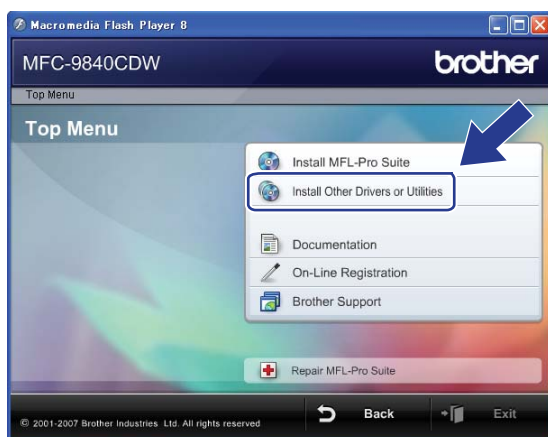 Macromedia Flash Player 8
MFC-9840CDW
brother
Top Menu
Top Menu
Install MFL-Pro Suite
Install Other Drivers or Utilities
Documentation
On-Line Registration
Brother Support
Repair MFL-Pro Suite
© 2001-2007 Brother Industries Ltd. All rights reserved
Back
Exit